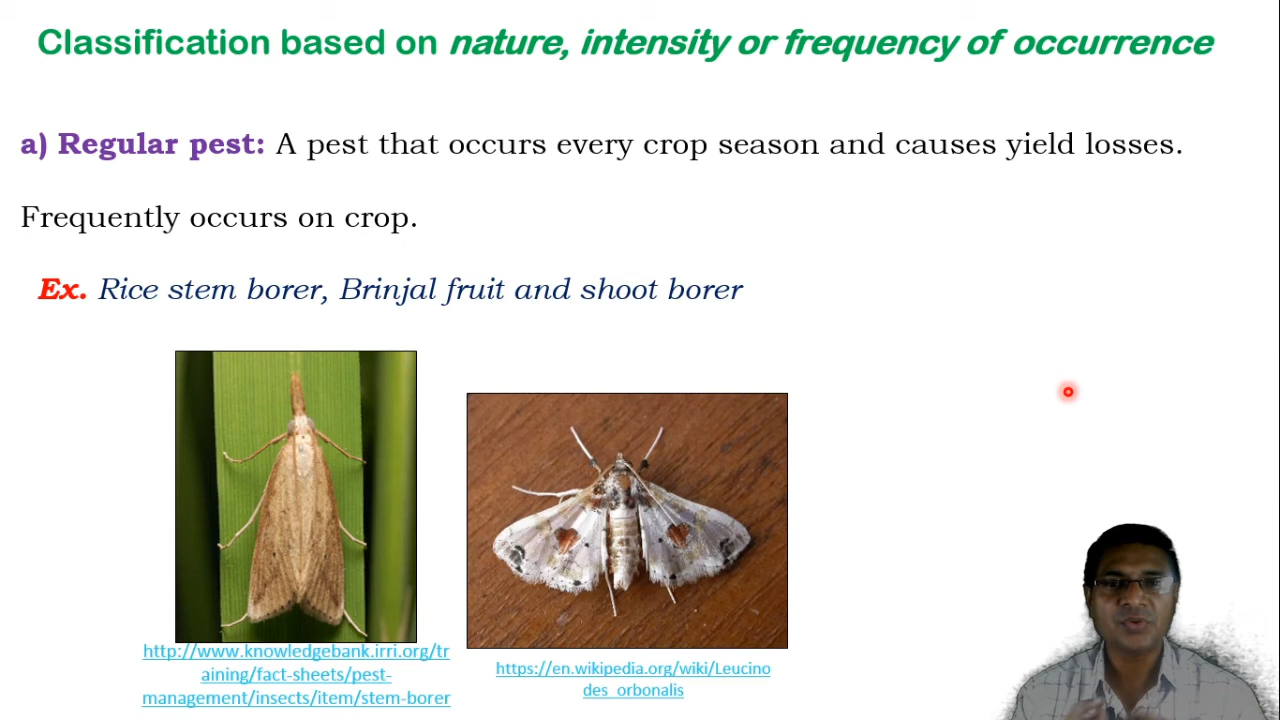 Classification based on nature, intensity or frequency of occurrence
a) Regular pest: A pest that occurs every crop season and causes yield losses.
Frequently occurs on crop.
Ex. Rice stem borer, Brinjal fruit and shoot borer
http://www.knowledgebank.irri.org/tr
aining/fact-sheets/pest-
management/insects/item/stem-borer
https://en.wikipedia.org/wiki/Leucino
des_orbonalis